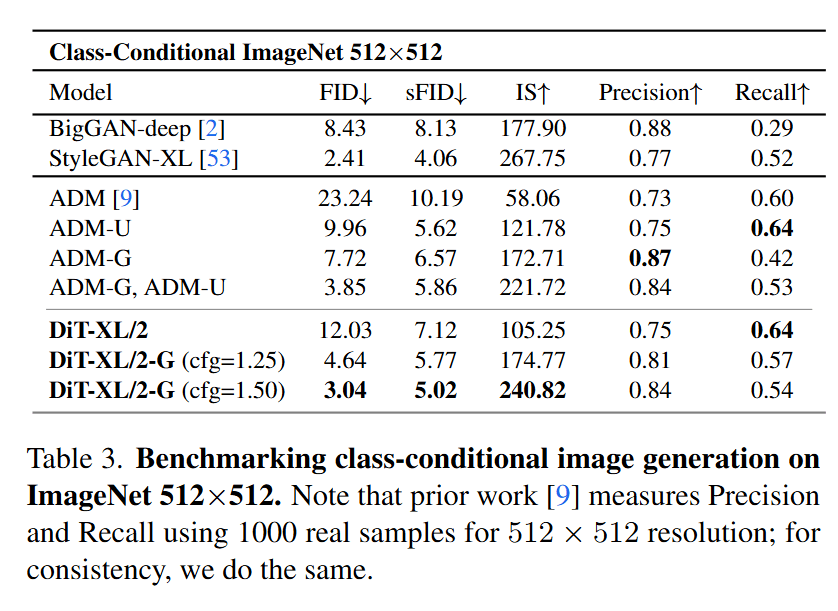 Class-Conditional ImageNet 512×512
Model FID↓ sFID↓ IS↑ Precision↑ Recall↑
BigGAN-deep [2] 8.43 8.13 177.90 0.88 0.29
StyleGAN-XL [53] 2.41 4.06 267.75 0.77 0.52
ADM [9] 23.24 10.19 58.06 0.73 0.60
ADM-U 9.96 5.62 121.78 0.75 0.64
ADM-G 7.72 6.57 172.71 0.87 0.42
ADM-G, ADM-U 3.85 5.86 221.72 0.84 0.53
DiT-XL/2 12.03 7.12 105.25 0.75 0.64
DiT-XL/2-G (cfg=1.25) 4.64 5.77 174.77 0.81 0.57
DiT-XL/2-G (cfg=1.50) 3.04 5.02 240.82 0.84 0.54
Table 3. Benchmarking class-conditional image generation on
ImageNet 512×512. Note that prior work [9] measures Precision
and Recall using 1000 real samples for 512 × 512 resolution; for
consistency, we do the same.